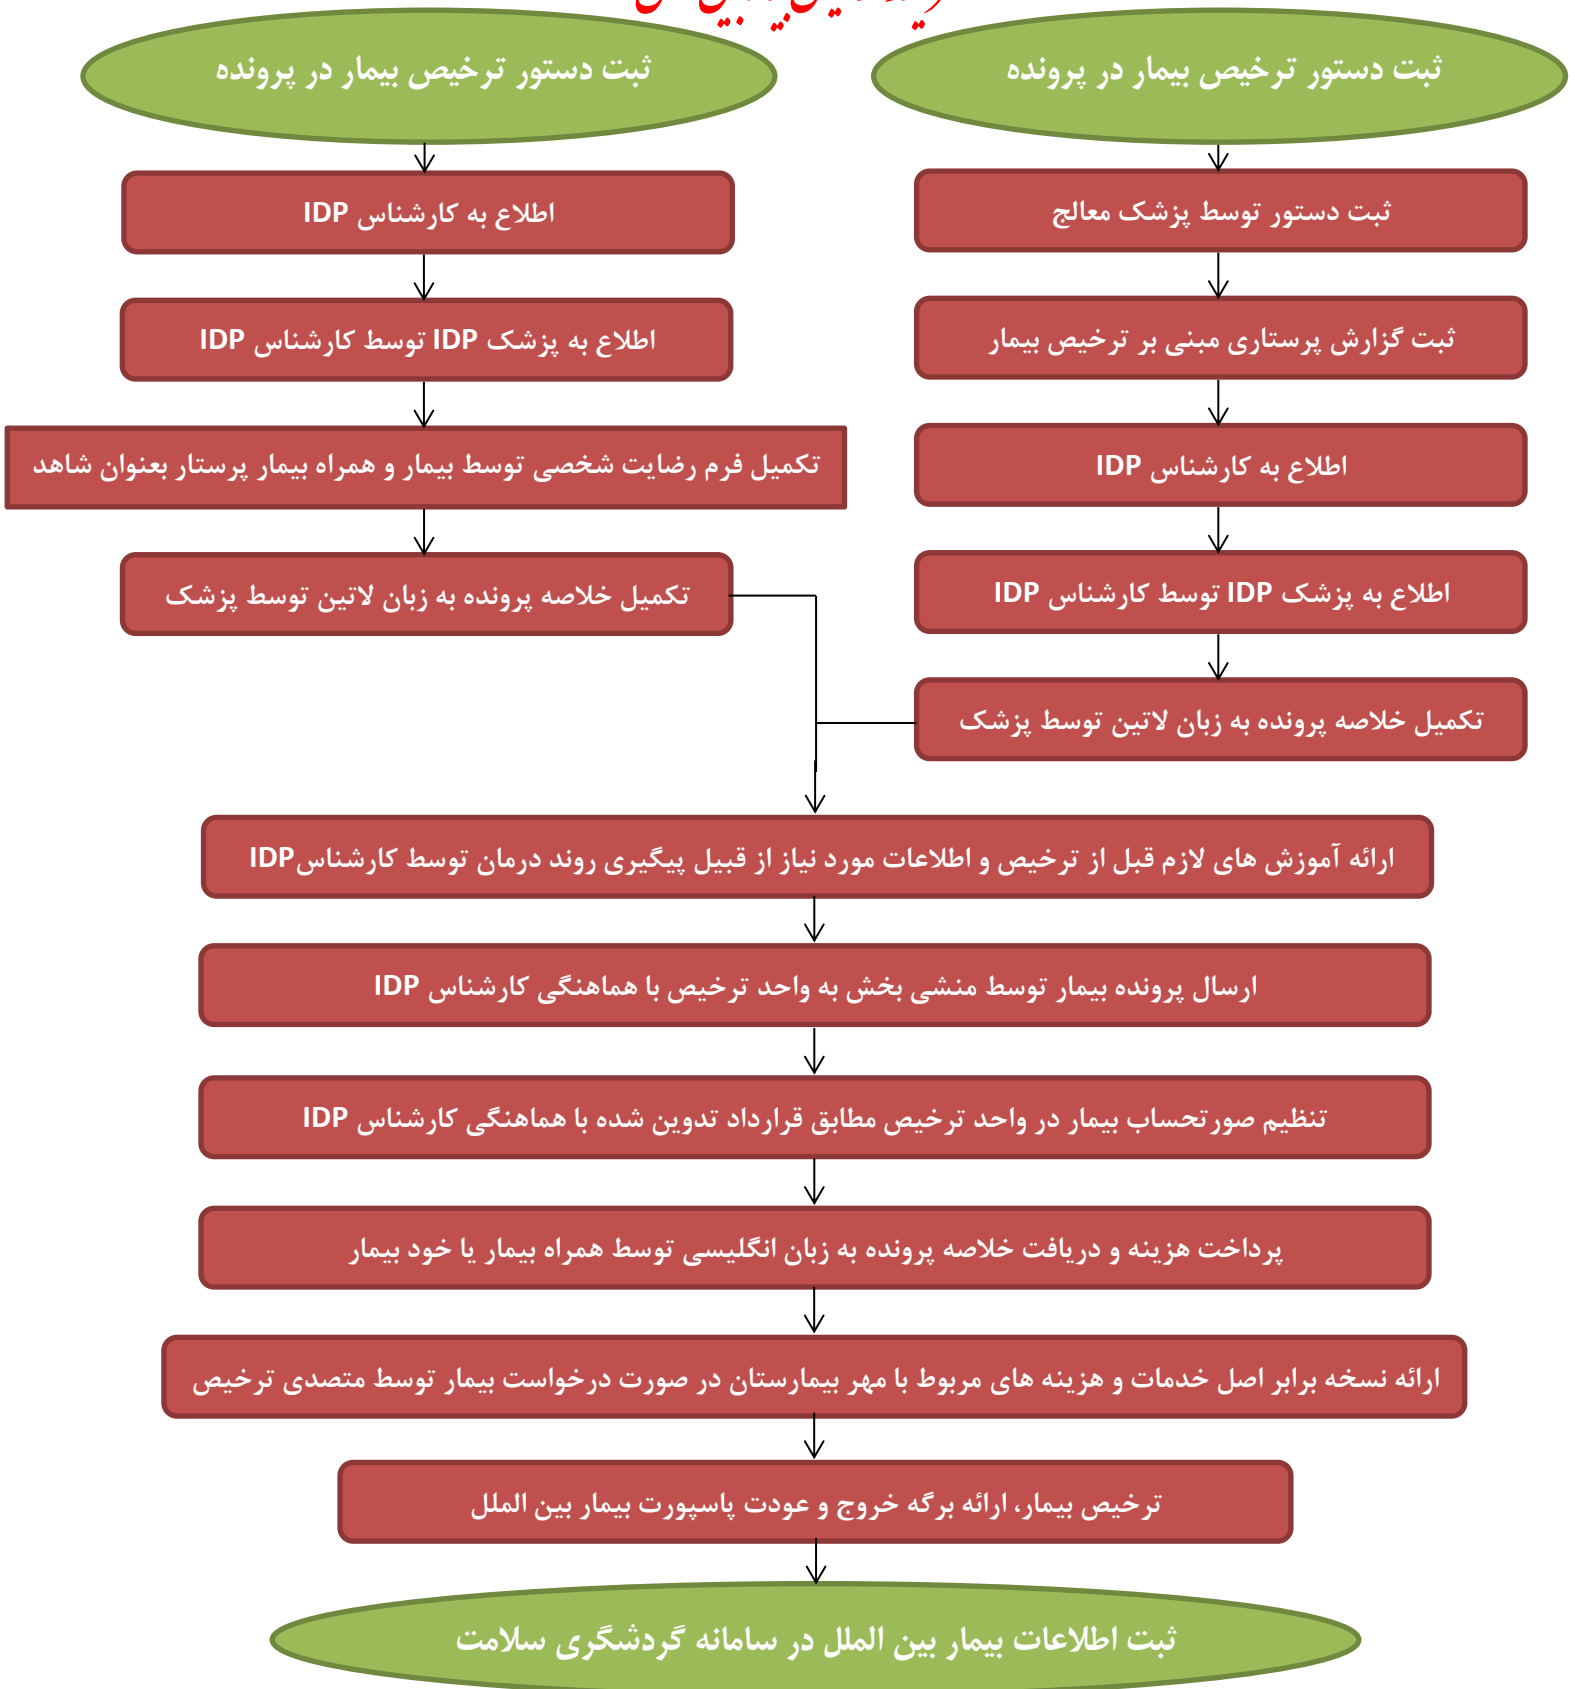 ثبت دستور ترخیص بیمار در پرونده
ثبت دستور توسط پزشک معالج
ثبت گزارش پرستاری مبنی بر ترخیص بیمار
اطلاع به کارشناس IDP
اطلاع به پزشک IDP توسط کارشناس IDP
تکمیل خلاصه پرونده به زبان لاتین توسط پزشک
ثبت دستور ترخیص بیمار در پرونده
اطلاع به کارشناس IDP
اطلاع به پزشک IDP توسط کارشناس IDP
تکمیل فرم رضایت شخصی توسط بیمار و همراه بیمار پرستار بعنوان شاهد
تکمیل خلاصه پرونده به زبان لاتین توسط پزشک
ارائه آموزش های لازم قبل از ترخیص و اطلاعات مورد نیاز از قبیل پیگیری روند درمان توسط کارشناسIDP
ارسال پرونده بیمار توسط منشی بخش به واحد ترخیص با هماهنگی کارشناس IDP
تنظیم صورتحساب بیمار در واحد ترخیص مطابق قرارداد تدوین شده با هماهنگی کارشناس IDP
پرداخت هزینه و دریافت خلاصه پرونده به زبان انگلیسی توسط همراه بیمار یا خود بیمار
ارائه نسخه برابر اصل خدمات و هزینه های مربوط با مهر بیمارستان در صورت درخواست بیمار توسط متصدی ترخیص
ترخیص بیمار، ارائه برگه خروج و عودت پاسپورت بیمار بین الملل
ثبت اطلاعات بیمار بین الملل در سامانه گردشگری سلامت